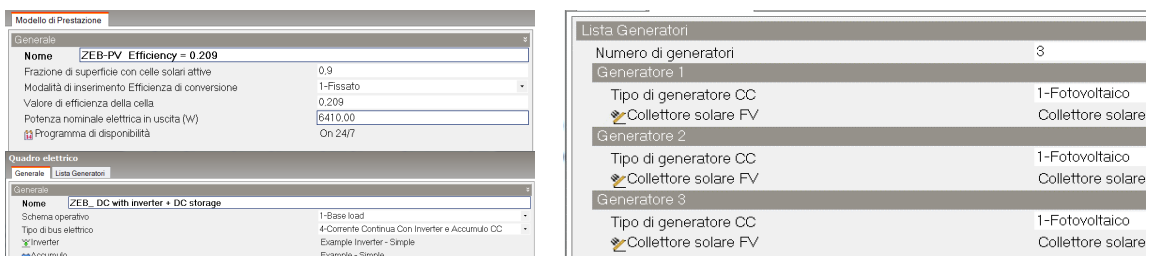 Modello di Prestazione
Generale
Nome ZEB-PV Efficiency = 0.209
Frazione di superficie con celle solari attive 0,9
Modalità di inserimento Efficienza di conversione 1-Fissato
Valore di efficienza della cella 0,209
Potenza nominale elettrica in uscita (W) 6410,00
Programma di disponibilità On 24/7
Quadro elettrico
Generale Lista Generatori
Generale
Nome ZEB_ DC with inverter + DC storage
Schema operativo 1-Base load
Tipo di bus elettrico 4-Corrente Continua Con Inverter e Accumulo CC
Inverter Example Inverter - Simple
Accumulo Example - Simple
Lista Generatori
Numero di generatori 3
Generatore 1
Tipo di generatore CC 1-Fotovoltaico
Collettore solare FV Collettore solare
Generatore 2
Tipo di generatore CC 1-Fotovoltaico
Collettore solare FV Collettore solare
Generatore 3
Tipo di generatore CC 1-Fotovoltaico
Collettore solare FV Collettore solare